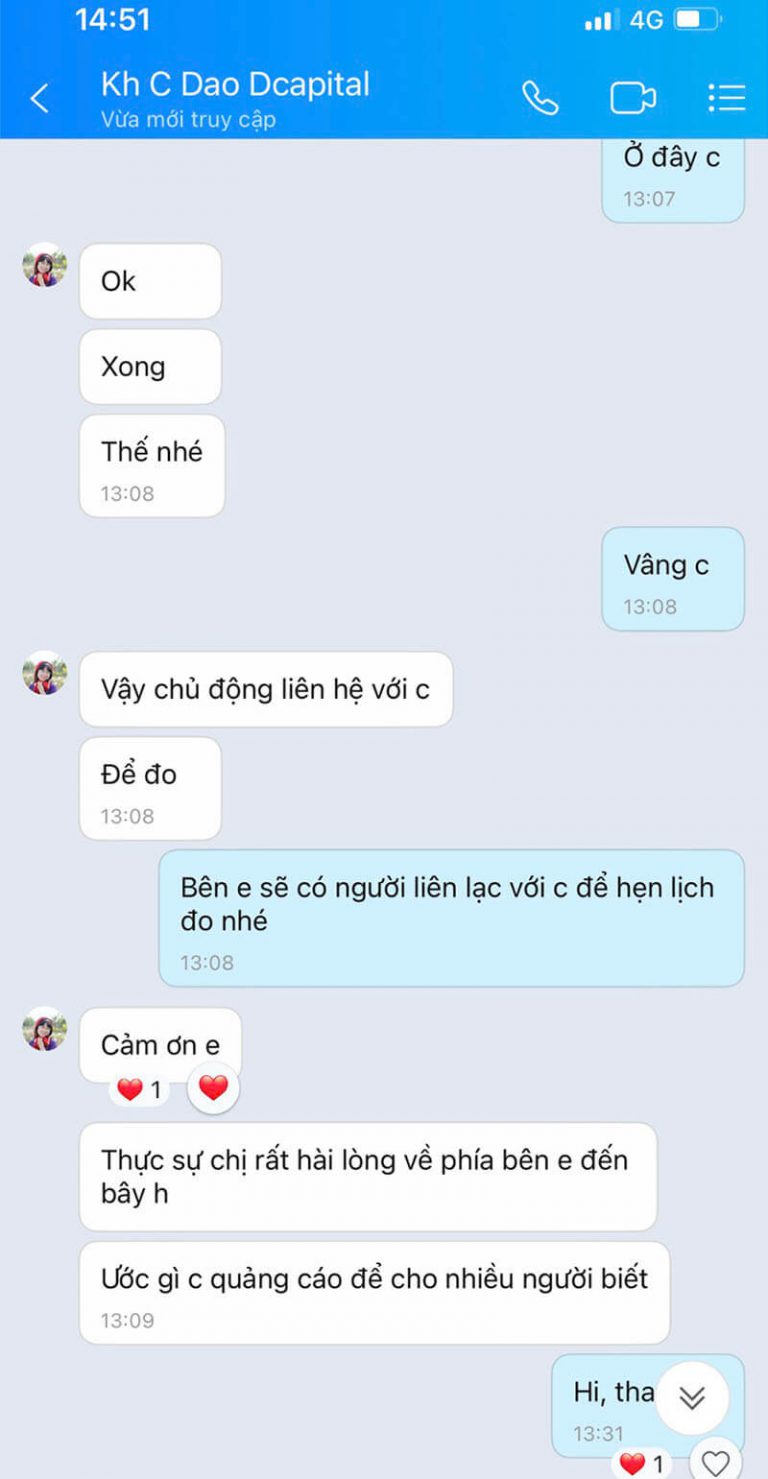 14:51
4G
Kh C Dao Dcapital
Vừa mới truy cập
Ở đây c
13:07
Ok
Xong
Thế nhé
13:08
Vâng c
13:08
Vậy chủ động liên hệ với c
Để đo
13:08
Bên e sẽ có người liên lạc với c để hẹn lịch
đo nhé
13:08
Cảm ơn e
1
Thực sự chị rất hài lòng về phía bên e đến
bây h
Ước gì c quảng cáo để cho nhiều người biết
13:09
Hi, tha
13:31
1